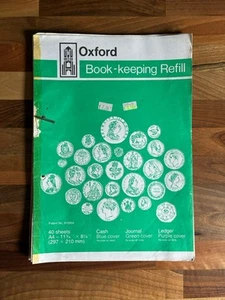 Oxford
Book-keeping Refill
40 sheets
A4 - 11¾" × 8¼"
(297 × 210 mm)
Cash
Blue cover
Journal
Green cover
Ledger
Purple cover